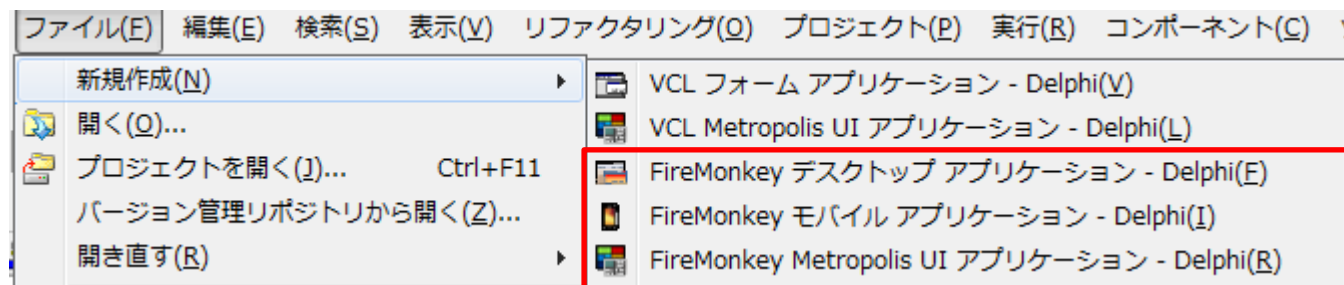 ファイル(F) 編集(E) 検索(S) 表示(V) リファクタリング(O) プロジェクト(P) 実行(R) コンポーネント(C)
新規作成(N)
開く(O)...
プロジェクトを開く(J)... Ctrl+F11
バージョン管理リポジトリから開く(Z)...
開き直す(R)
VCL フォーム アプリケーション - Delphi(V)
VCL Metropolis UI アプリケーション - Delphi(L)
FireMonkey デスクトップ アプリケーション - Delphi(F)
FireMonkey モバイル アプリケーション - Delphi(I)
FireMonkey Metropolis UI アプリケーション - Delphi(R)